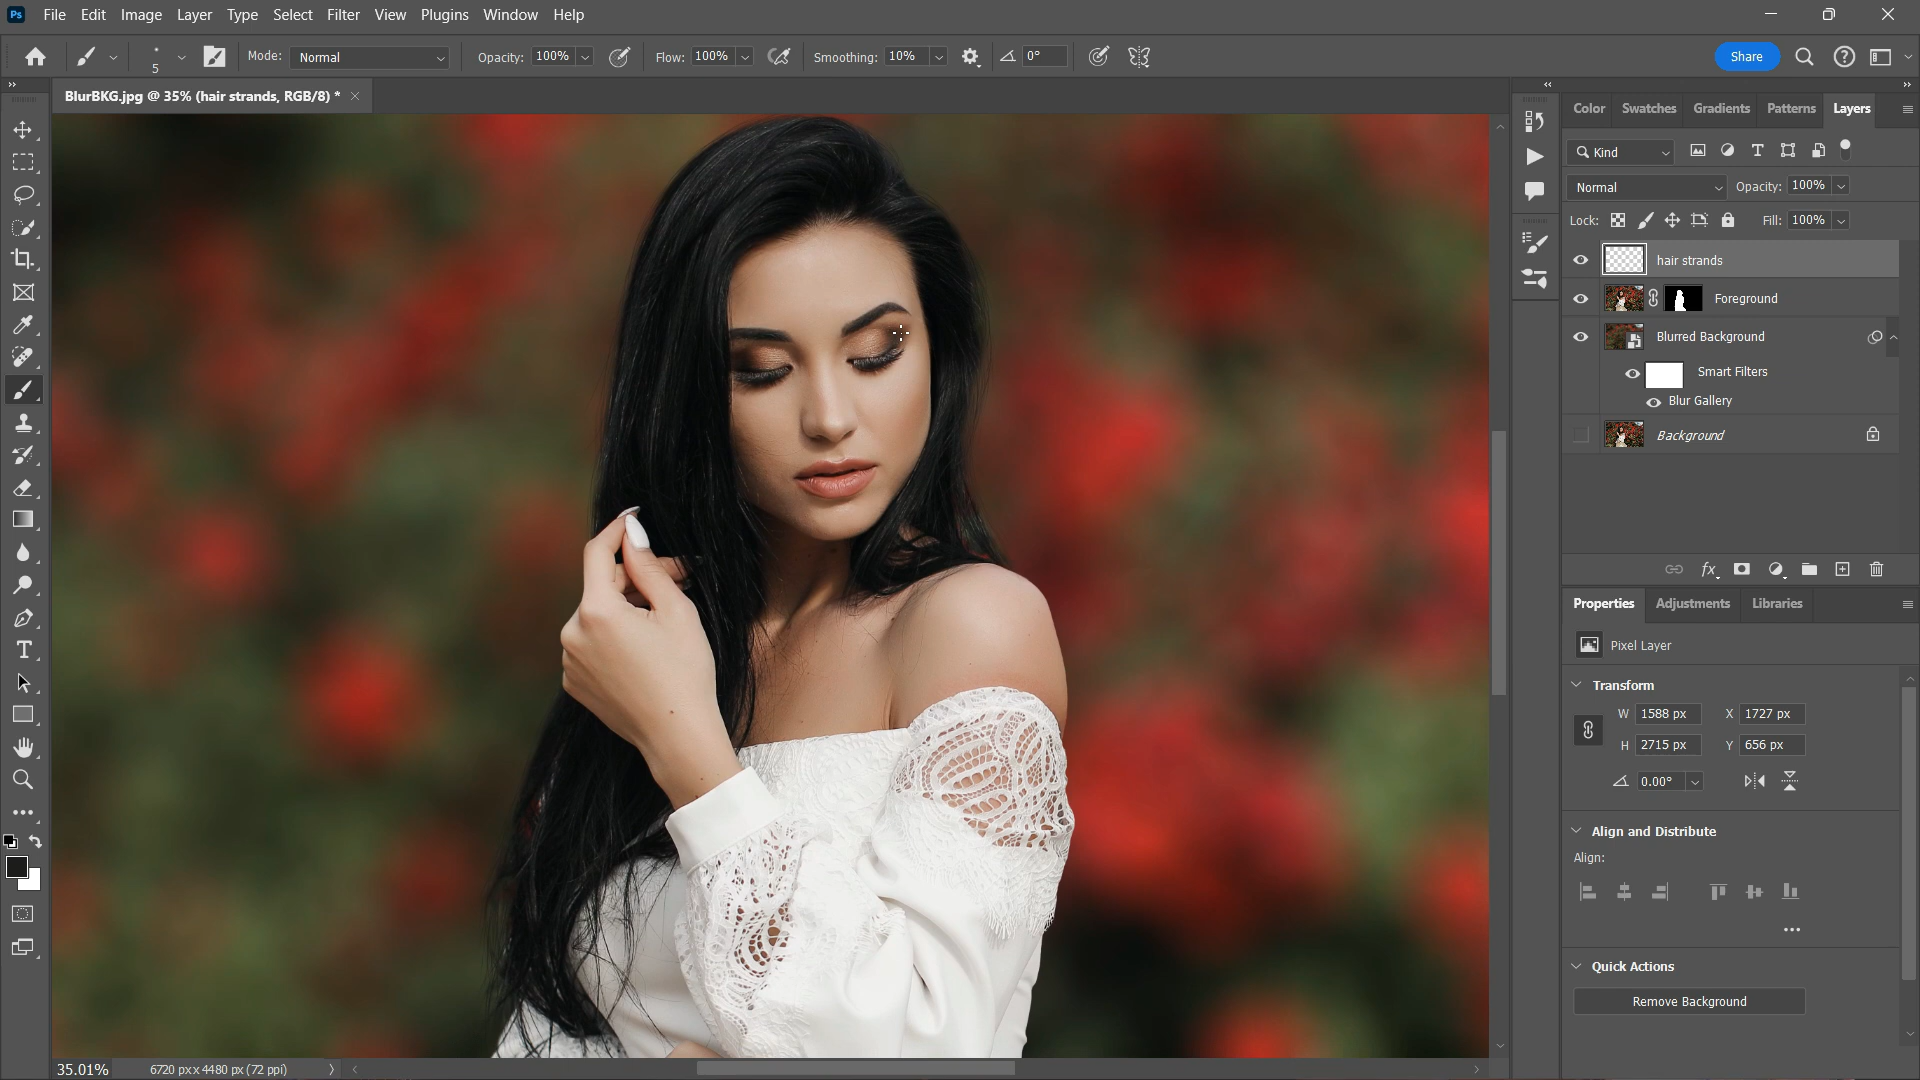 Ps File Edit Image Layer Type Select Filter View Plugins Window Help
5 Mode: Normal Opacity: 100% Flow: 100% Smoothing: 10% 0° Share
BlurBKG.jpg @ 35% (hair strands, RGB/8) *
Color Swatches Gradients Patterns Layers
Kind
Normal Opacity: 100%
Lock: Fill: 100%
hair strands
Foreground
Blurred Background
Smart Filters
Blur Gallery
Background
fx
Properties Adjustments Libraries
Pixel Layer
Transform
W 1588 px X 1727 px
H 2715 px Y 656 px
0.00°
Align and Distribute
Align:
Quick Actions
Remove Background
35.01% 6720 px x 4480 px (72 ppi)